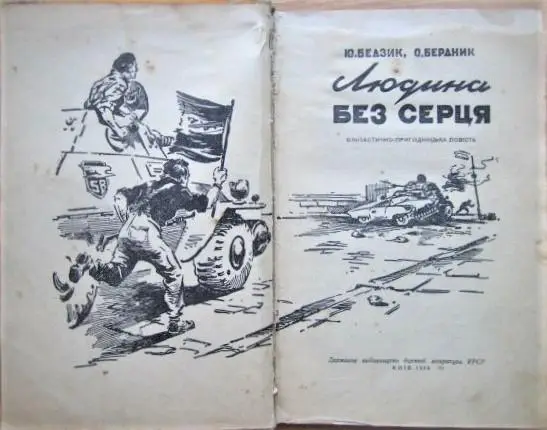 Ю. БЕДЗИК, О. БЕРДНИК
Людина
БЕЗ СЕРЦЯ
ФАНТАСТИЧНО-ПРИГОДНИЦЬКА ПОВІСТЬ
Державне видавництво дитячої літератури УРСР
КИЇВ